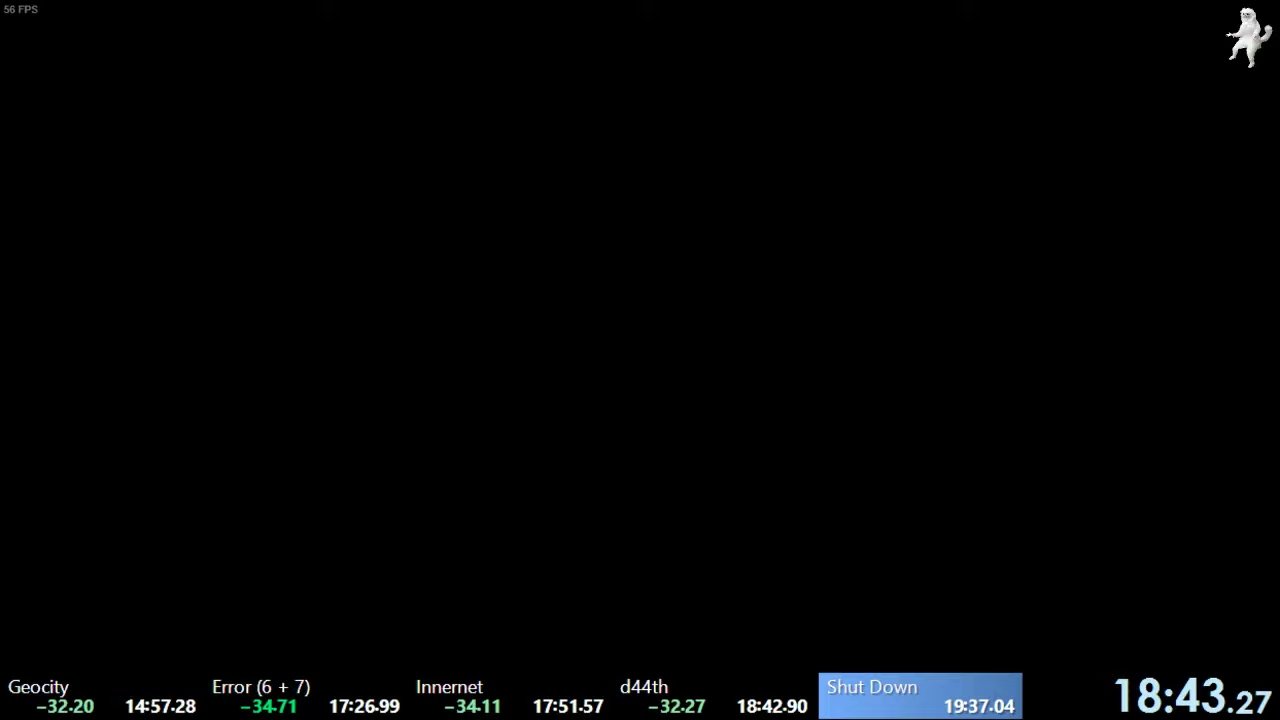 56 FPS
Geocity
−32.20 14:57.28
Error (6 + 7)
−34.71 17:26.99
Innernet
−34.11 17:51.57
d44th
−32.27 18:42.90
Shut Down
19:37.04
18:43.27